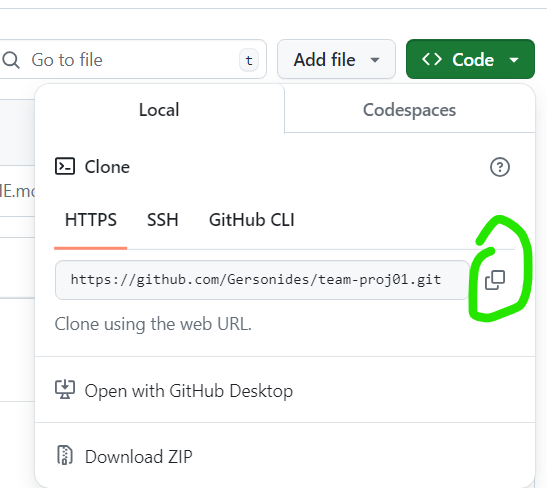 Go to file t Add file <> Code
Local Codespaces
Clone
HTTPS SSH GitHub CLI
https://github.com/Gersonides/team-proj01.git
Clone using the web URL.
Open with GitHub Desktop
Download ZIP